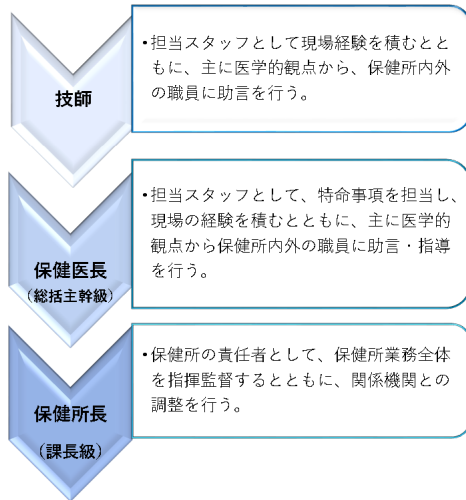 技師
・担当スタッフとして現場経験を積むとと
もに、主に医学的観点から、保健所内外
の職員に助言を行う。
保健医長
（総括主幹級）
・担当スタッフとして、特命事項を担当し、
現場の経験を積むとともに、主に医学的
観点から保健所内外の職員に助言・指導
を行う。
保健所長
（課長級）
・保健所の責任者として、保健所業務全体
を指揮監督するとともに、関係機関との
調整を行う。